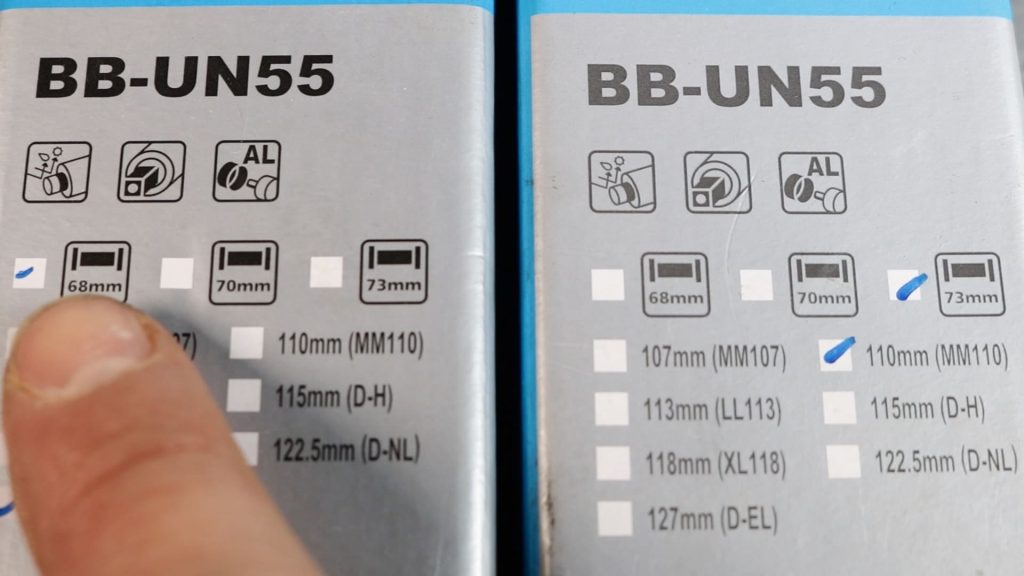 BB-UN55
AL
68mm 70mm 73mm
110mm (MM110)
115mm (D-H)
122.5mm (D-NL)
BB-UN55
AL
68mm 70mm 73mm
107mm (MM107) 110mm (MM110)
113mm (LL113) 115mm (D-H)
118mm (XL118) 122.5mm (D-NL)
127mm (D-EL)